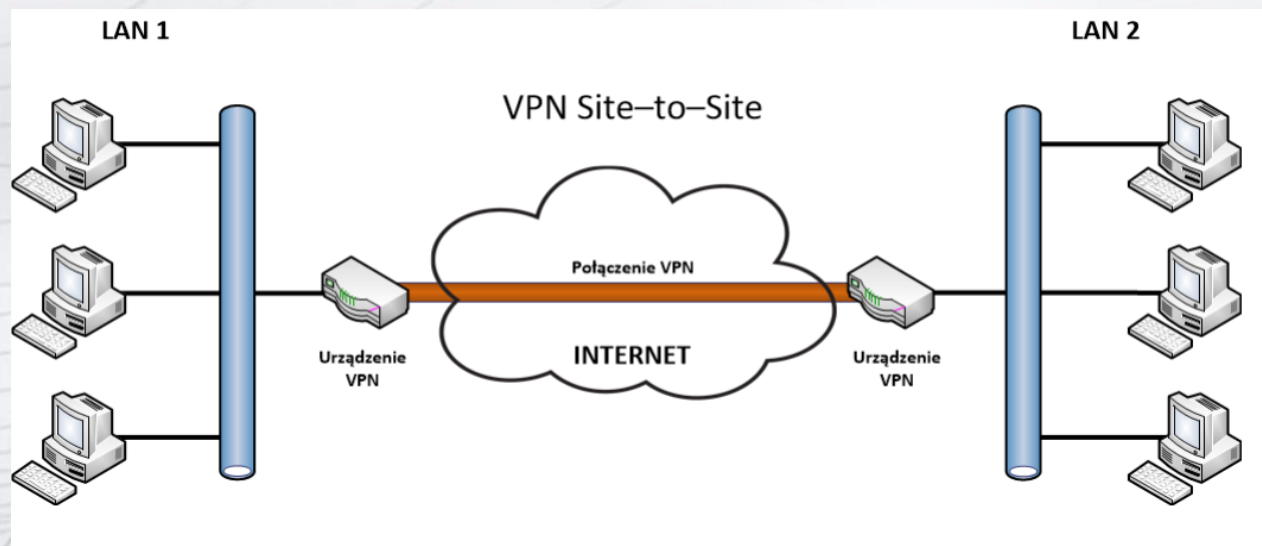 LAN 1
LAN 2
VPN Site–to–Site
Połączenie VPN
INTERNET
Urządzenie
VPN
Urządzenie
VPN